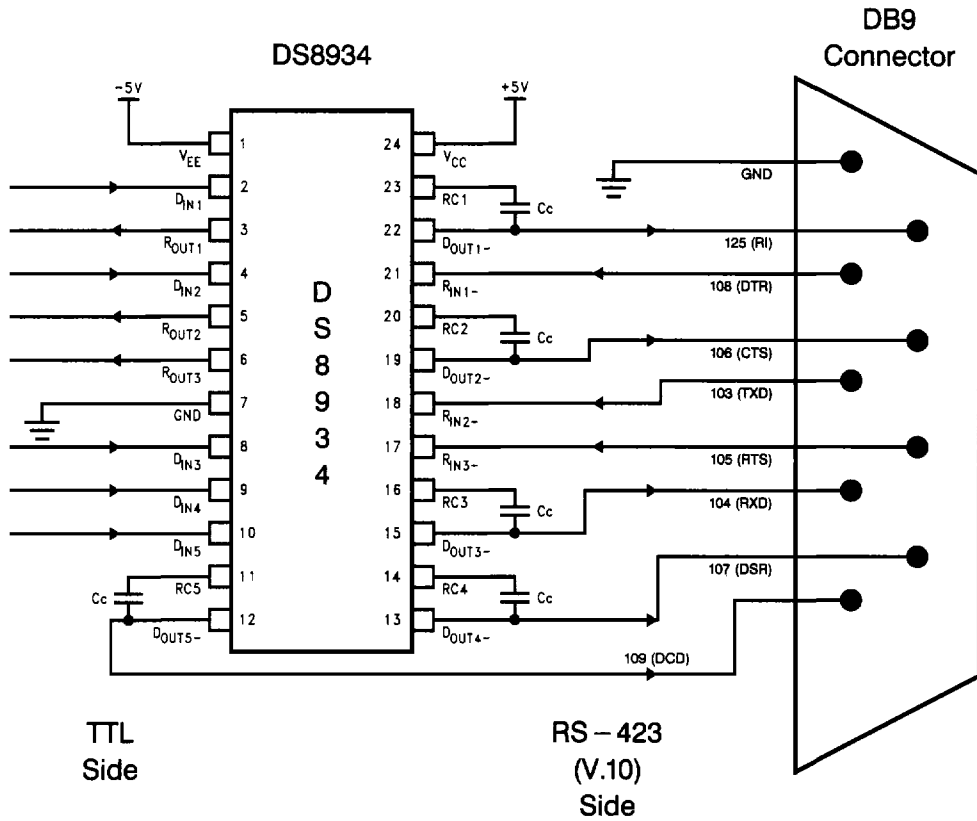 DB9
Connector
DS8934
-5V
+5V
1
24
V_EE
V_CC
GND
2
23
D_IN1
RC1
Cc
3
22
R_OUT1
D_OUT1-
125 (RI)
4
21
D_IN2
R_IN1-
108 (DTR)
D
S
8
9
3
4
5
20
R_OUT2
RC2
Cc
6
19
R_OUT3
D_OUT2-
106 (CTS)
7
18
GND
R_IN2-
103 (TXD)
8
17
D_IN3
R_IN3-
105 (RTS)
9
16
D_IN4
RC3
Cc
104 (RXD)
10
15
D_IN5
D_OUT3-
11
14
Cc
RC5
RC4
Cc
107 (DSR)
12
13
D_OUT5-
D_OUT4-
109 (DCD)
TTL
Side
RS – 423
(V.10)
Side